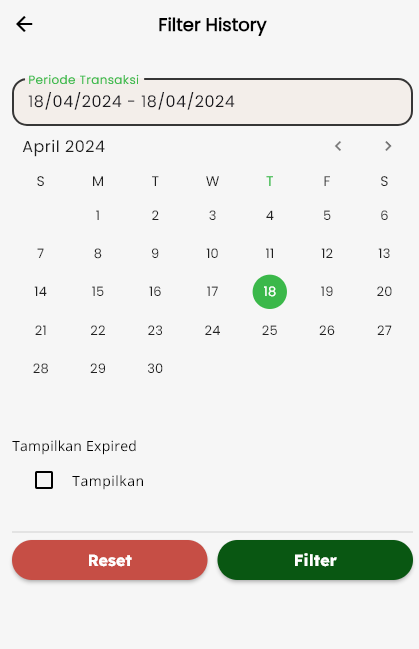 Filter History
Periode Transaksi
18/04/2024 - 18/04/2024
April 2024
S M T W T F S
1 2 3 4 5 6
7 8 9 10 11 12 13
14 15 16 17 18 19 20
21 22 23 24 25 26 27
28 29 30
Tampilkan Expired
Tampilkan
Reset Filter